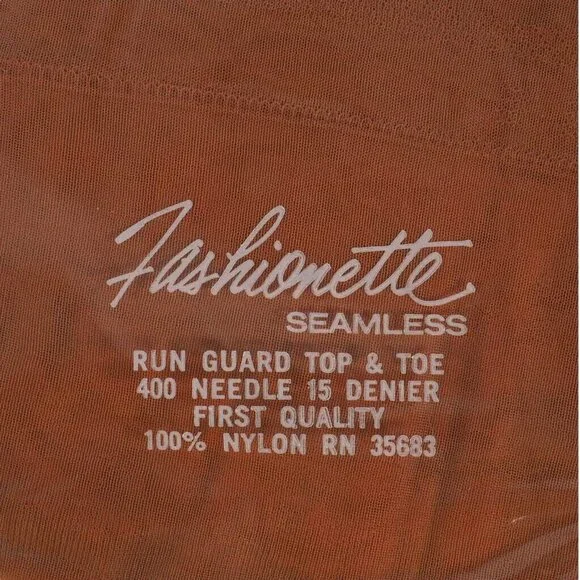 Fashionette
SEAMLESS
RUN GUARD TOP & TOE
400 NEEDLE 15 DENIER
FIRST QUALITY
100% NYLON RN 35683